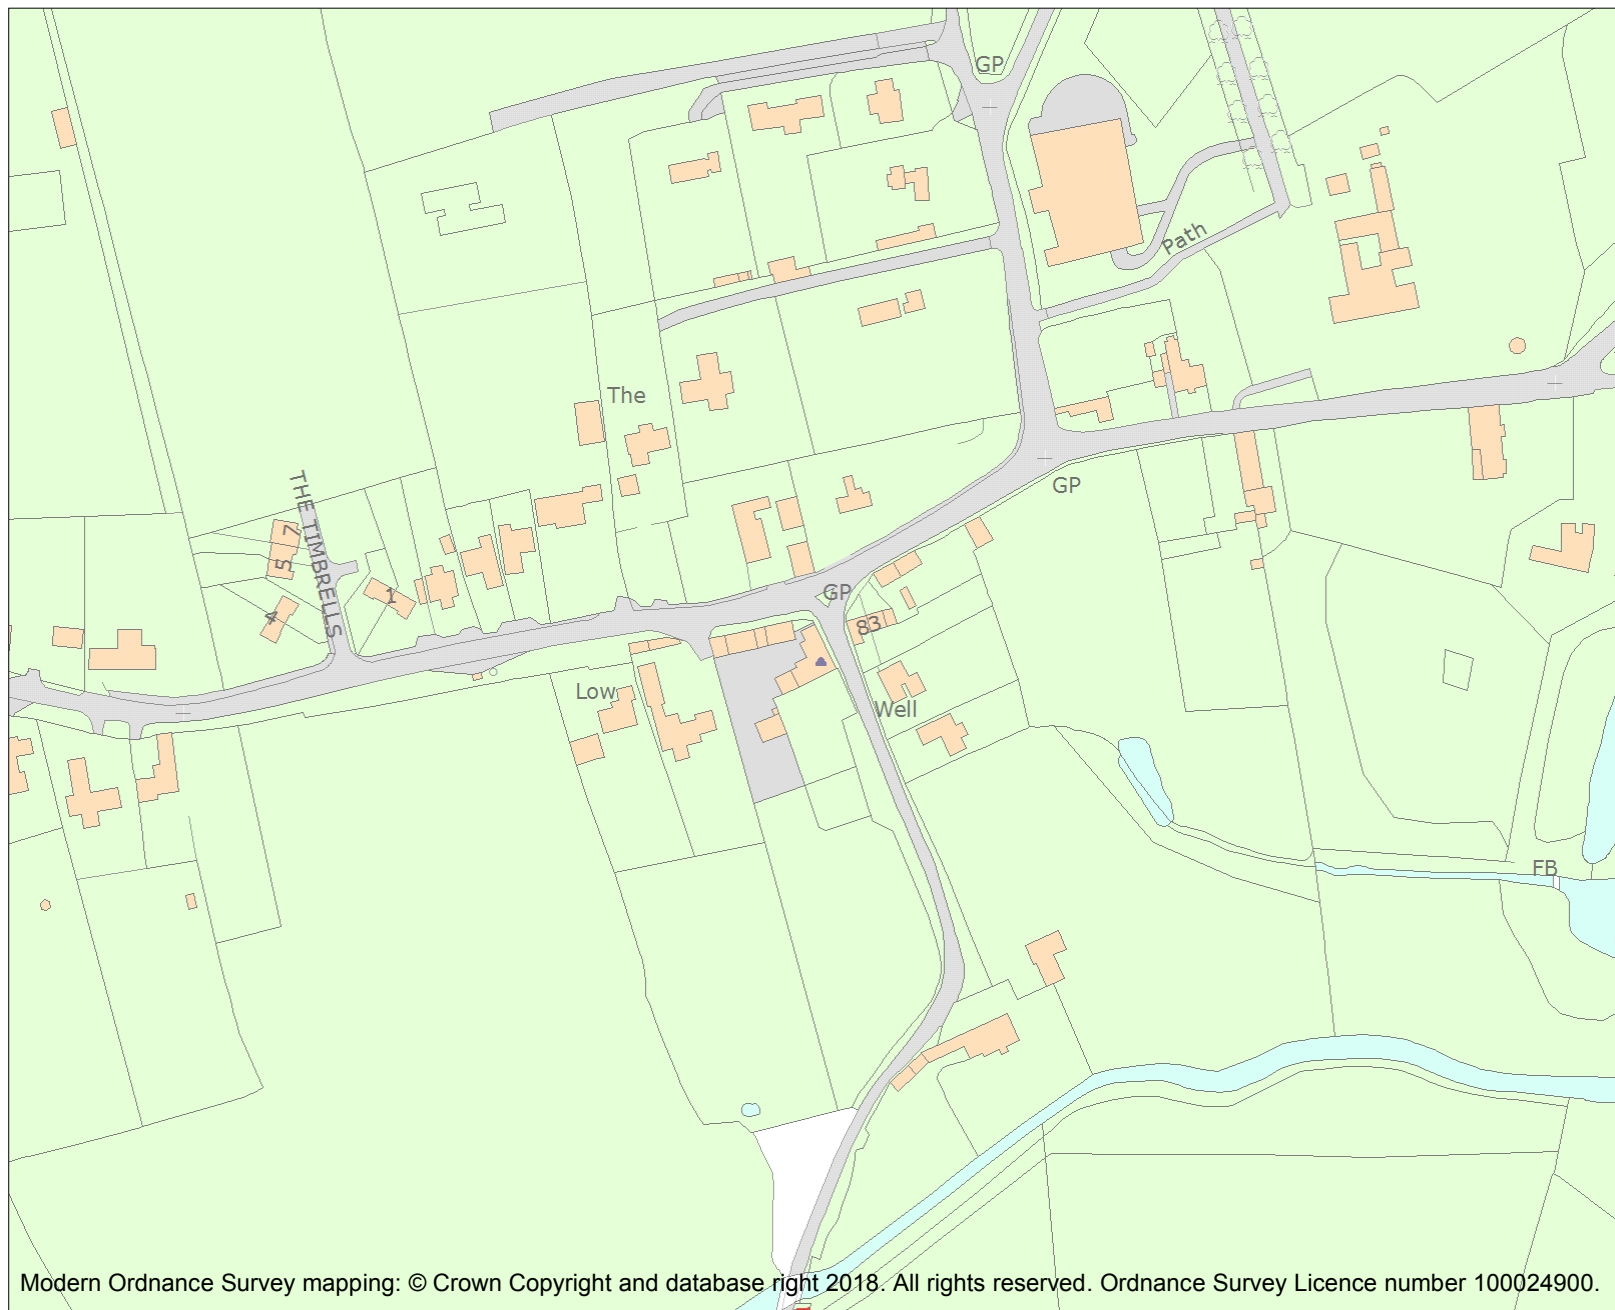 GP
Path
The
GP
THE TIMBRELLS
7
5
4
1
GP
83
Low
Well
FB
Modern Ordnance Survey mapping: © Crown Copyright and database right 2018. All rights reserved. Ordnance Survey Licence number 100024900.